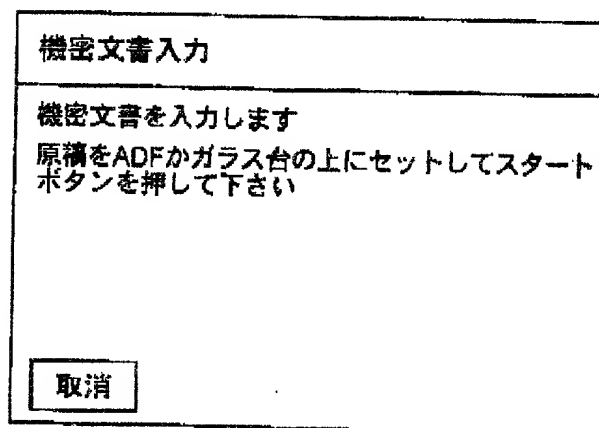 機密文書入力
機密文書を入力します
原稿をADFかガラス台の上にセットしてスタート
ボタンを押して下さい
取消